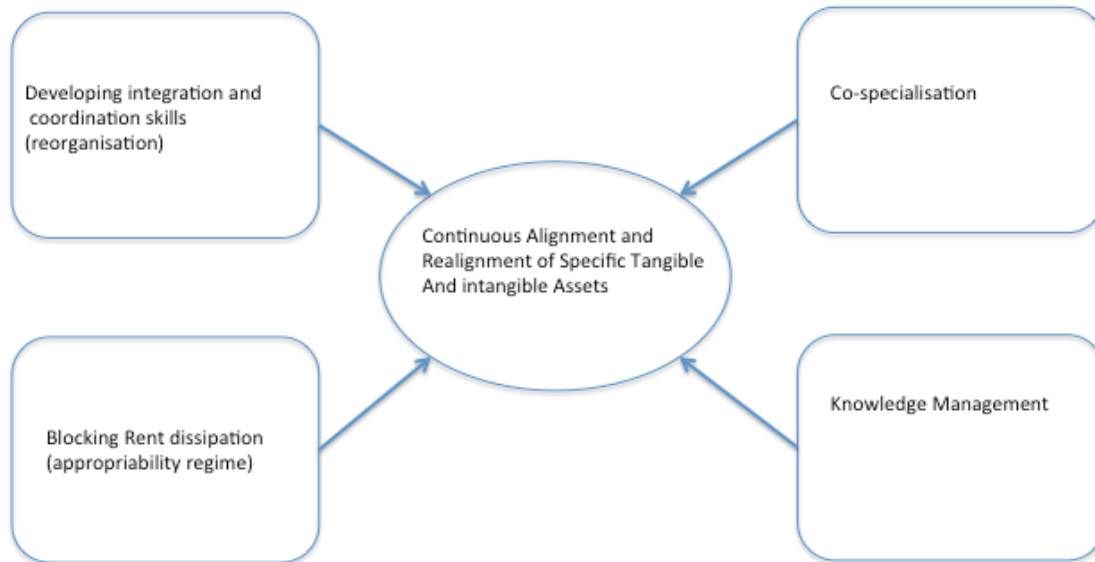 Developing integration and
coordination skills
(reorganisation)
Co-specialisation
Continuous Alignment and
Realignment of Specific Tangible
And intangible Assets
Blocking Rent dissipation
(appropriability regime)
Knowledge Management